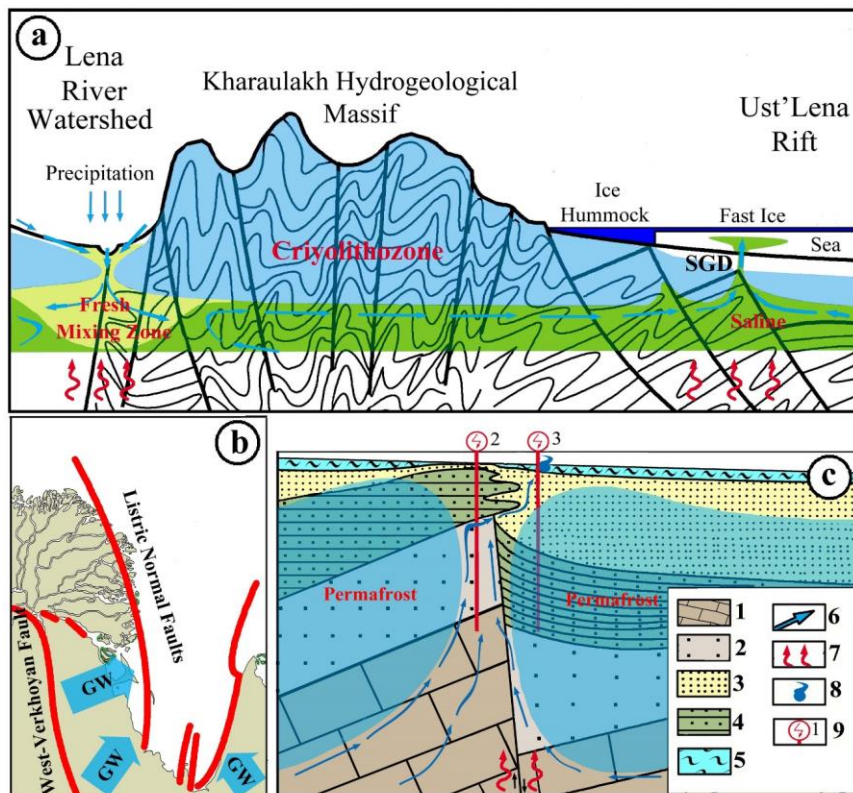 a
Lena
River
Watershed
Kharaulakh Hydrogeological
Massif
Ust'Lena
Rift
Precipitation
Ice
Hummock
Fast Ice
Sea
Criyolithozone
SGD
Fresh
Mixing Zone
Saline
b
Listric Normal Faults
West-Verkhoyan Fault
GW
GW
GW
c
2
3
Permafrost
Permafrost
1
2
3
4
5
6
7
8
1
9